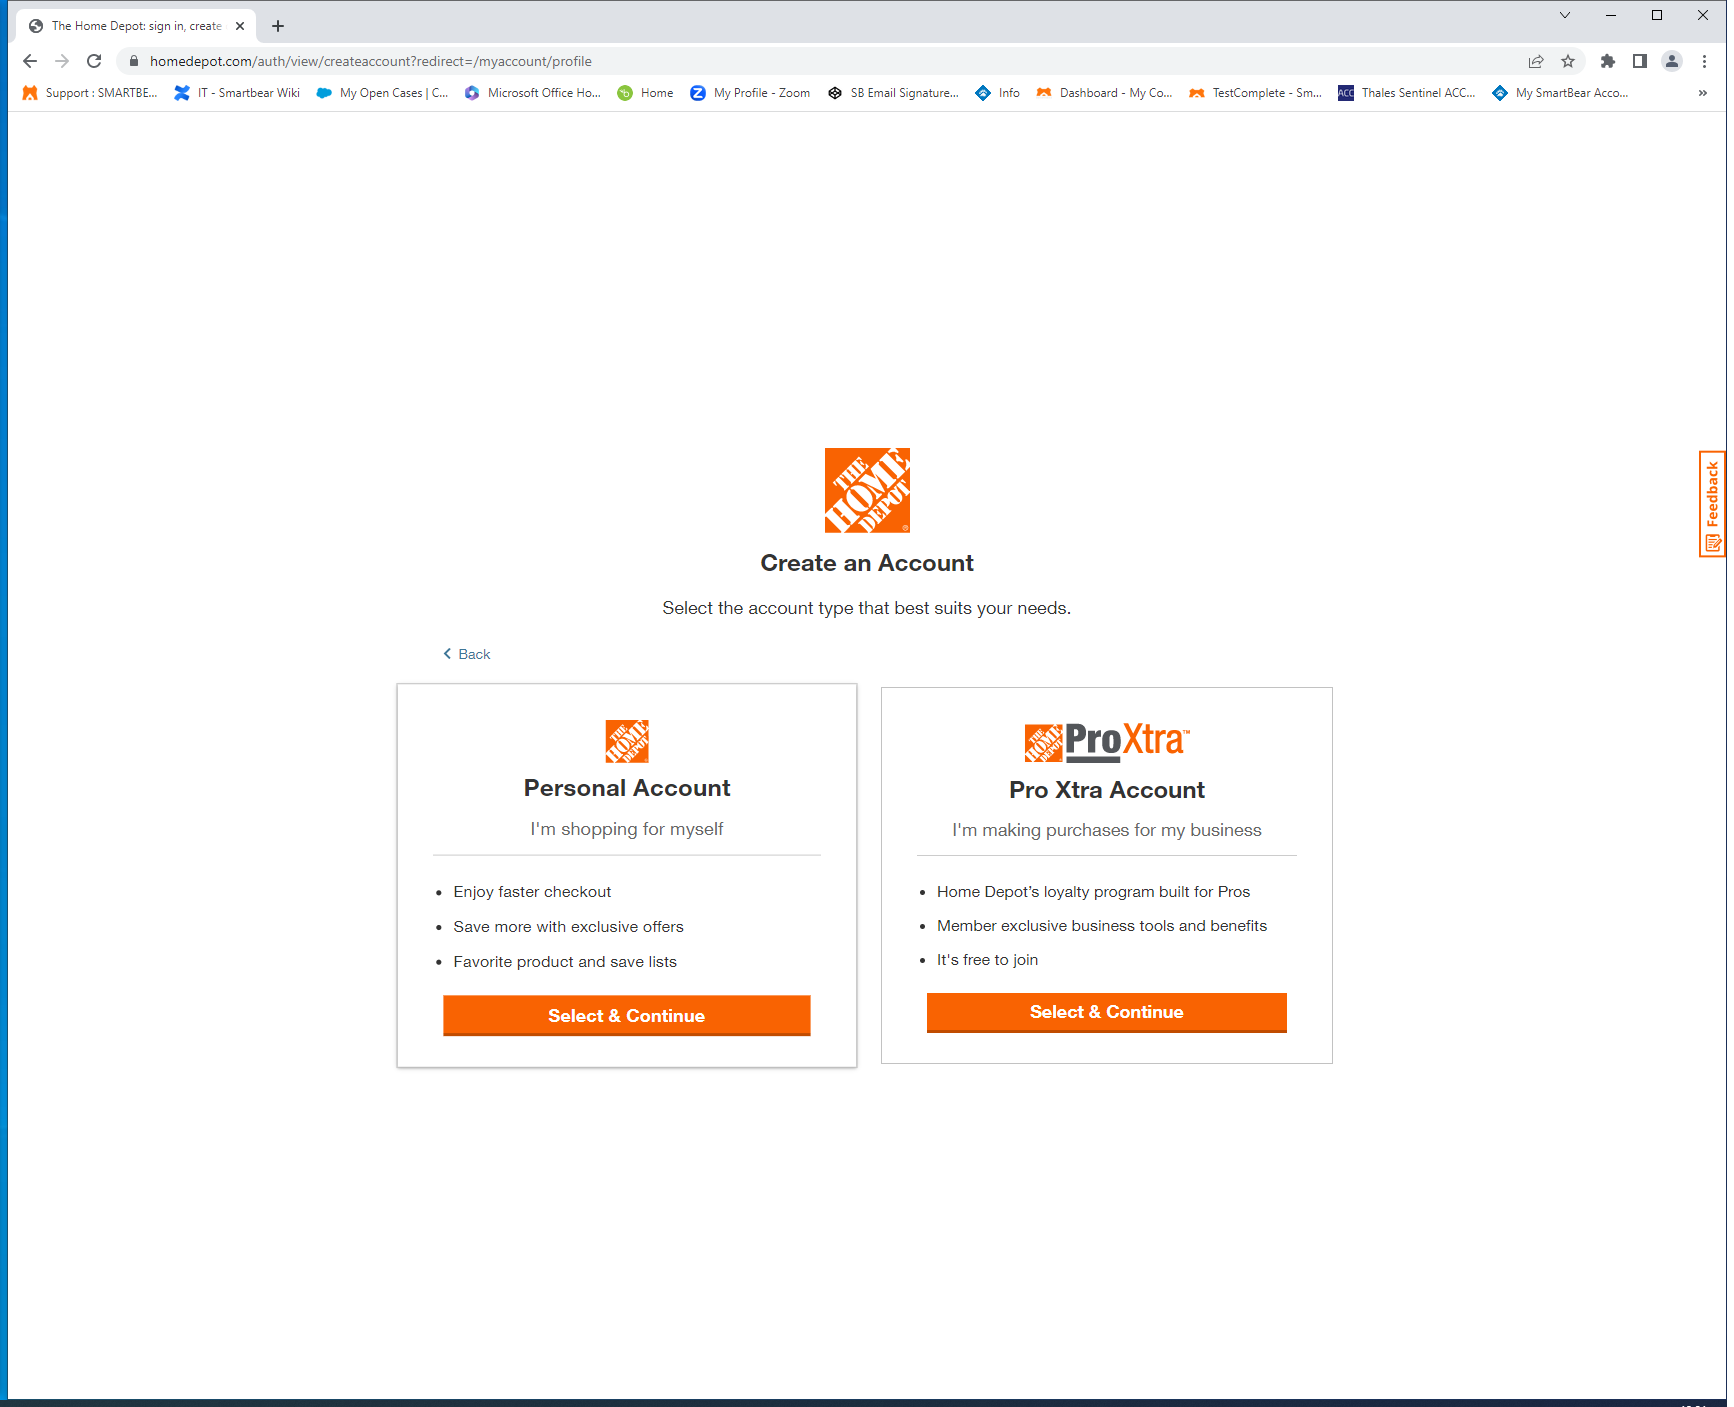 The Home Depot: sign in, create
homedepot.com/auth/view/createaccount?redirect=/myaccount/profile
Support : SMARTBE... IT - Smartbear Wiki My Open Cases | C... Microsoft Office Ho... Home My Profile - Zoom SB Email Signature... Info Dashboard - My Co... TestComplete - Sm... ACC Thales Sentinel ACC... My SmartBear Acco... »
THE
HOME
DEPOT
Feedback
Create an Account
Select the account type that best suits your needs.
Back
THE
HOME
DEPOT
Personal Account
I'm shopping for myself
Enjoy faster checkout
Save more with exclusive offers
Favorite product and save lists
Select & Continue
THE
HOME
DEPOT
ProXtra™
Pro Xtra Account
I'm making purchases for my business
Home Depot’s loyalty program built for Pros
Member exclusive business tools and benefits
It's free to join
Select & Continue